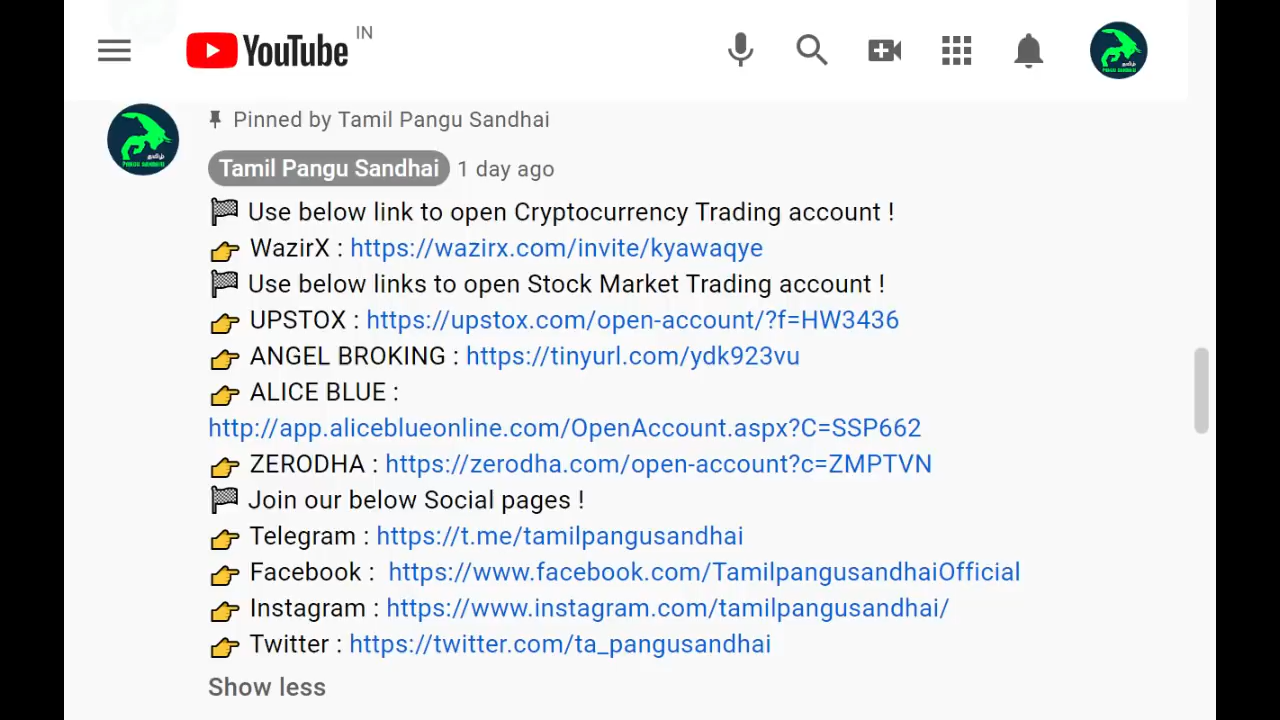 YouTube IN
Pinned by Tamil Pangu Sandhai
Tamil Pangu Sandhai 1 day ago
Use below link to open Cryptocurrency Trading account !
WazirX : https://wazirx.com/invite/kyawaqye
Use below links to open Stock Market Trading account !
UPSTOX : https://upstox.com/open-account/?f=HW3436
ANGEL BROKING : https://tinyurl.com/ydk923vu
ALICE BLUE :
http://app.aliceblueonline.com/OpenAccount.aspx?C=SSP662
ZERODHA : https://zerodha.com/open-account?c=ZMPTVN
Join our below Social pages !
Telegram : https://t.me/tamilpangusandhai
Facebook : https://www.facebook.com/TamilpangusandhaiOfficial
Instagram : https://www.instagram.com/tamilpangusandhai/
Twitter : https://twitter.com/ta_pangusandhai
Show less